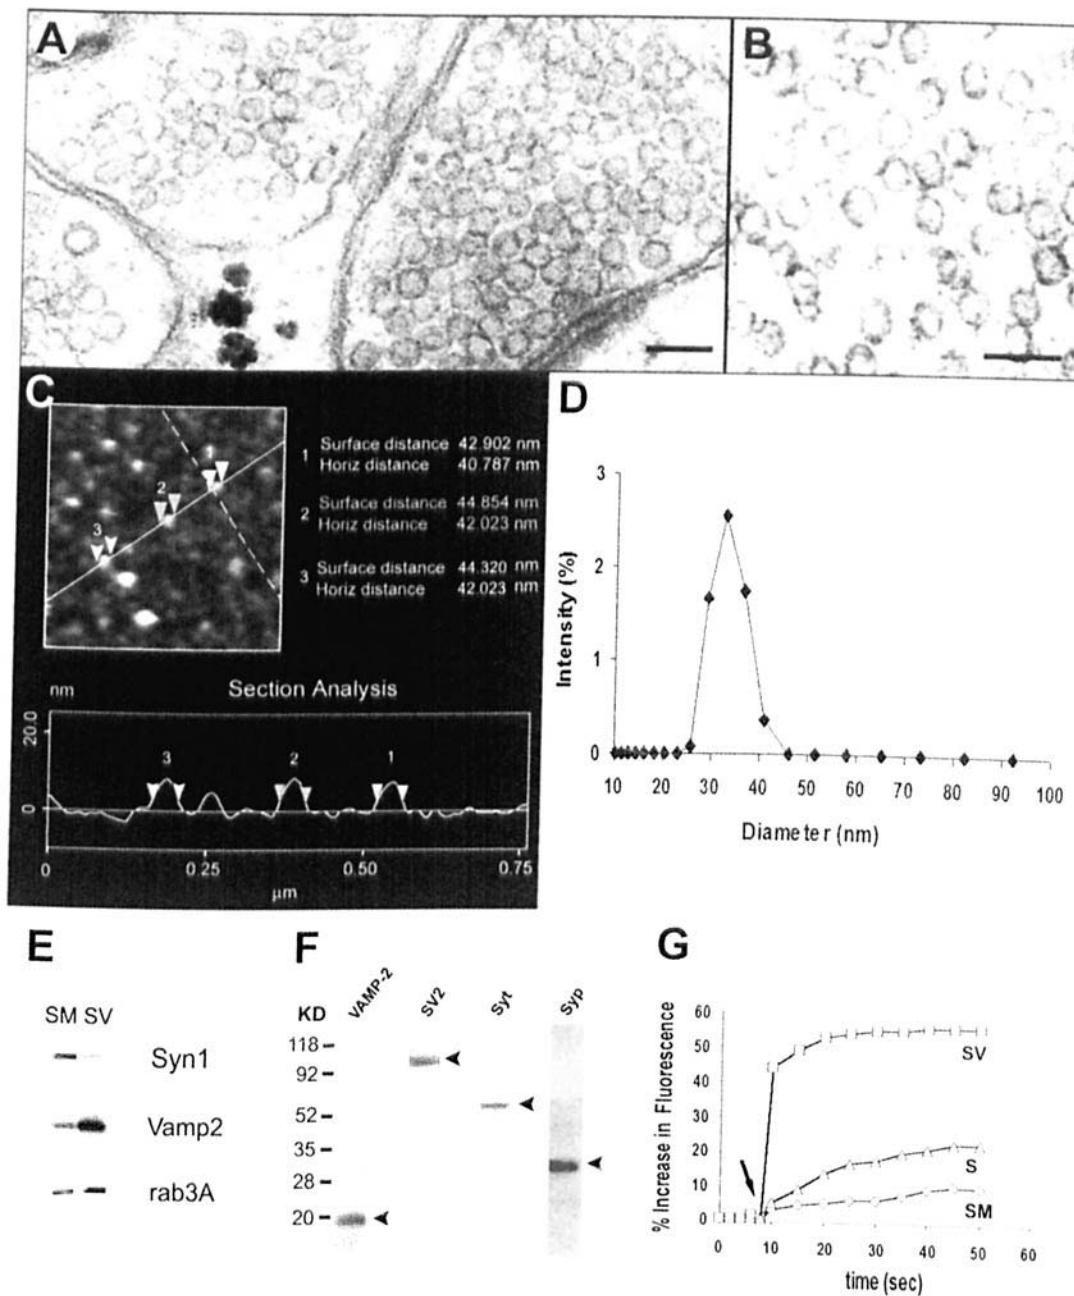 A
B
C
1 Surface distance 42.902 nm
Horiz distance 40.787 nm
2 Surface distance 44.854 nm
Horiz distance 42.023 nm
3 Surface distance 44.320 nm
Horiz distance 42.023 nm
1
2
3
Section Analysis
nm
20.0
0
3 2 1
0 0.25 0.50 0.75
µm
D
Intensity (%)
3
2
1
0
10 20 30 40 50 60 70 80 90 100
Diameter (nm)
E
SM SV
Syn1
Vamp2
rab3A
F
KD VAMP-2 SV2 Syt Syp
118
92
52
35
28
20
G
% Increase in Fluorescence
60
50
40
30
20
10
0
SV
S
SM
0 10 20 30 40 50 60
time (sec)